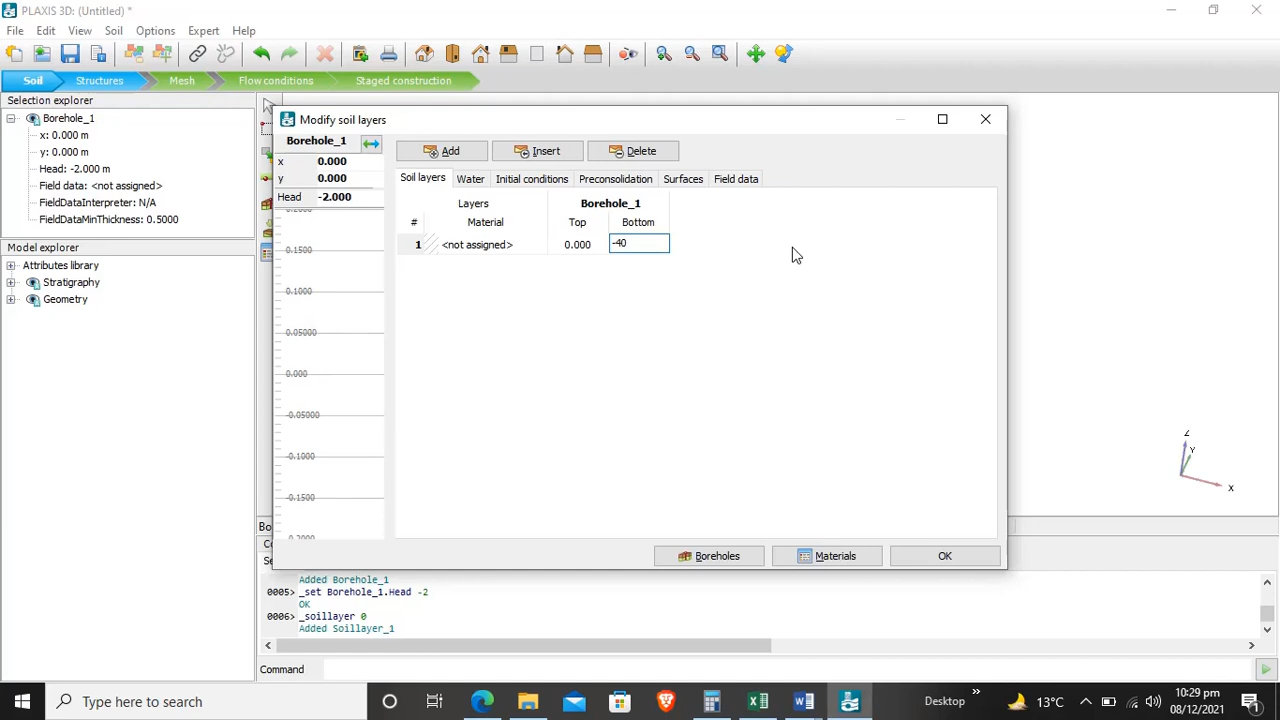 PLAXIS 3D: (Untitled) *
File Edit View Soil Options Expert Help
Soil Structures Mesh Flow conditions Staged construction
Selection explorer
Borehole_1
x: 0.000 m
y: 0.000 m
Head: -2.000 m
Field data: <not assigned>
FieldDataInterpreter: N/A
FieldDataMinThickness: 0.5000
Model explorer
Attributes library
Stratigraphy
Geometry
Modify soil layers
Borehole_1
x 0.000
y 0.000
Head -2.000
0.1500
0.1000
0.05000
0.000
-0.05000
-0.1000
-0.1500
Add Insert Delete
Soil layers Water Initial conditions Preconsolidation Surfaces Field data
Layers Borehole_1
# Material Top Bottom
1 <not assigned> 0.000 -40
Boreholes Materials OK
Z
Y
X
Added Borehole_1
0005> _set Borehole_1.Head -2
OK
0006> _soillayer 0
Added Soillayer_1
Command
Type here to search
Desktop
13°C
10:29 pm
08/12/2021
1